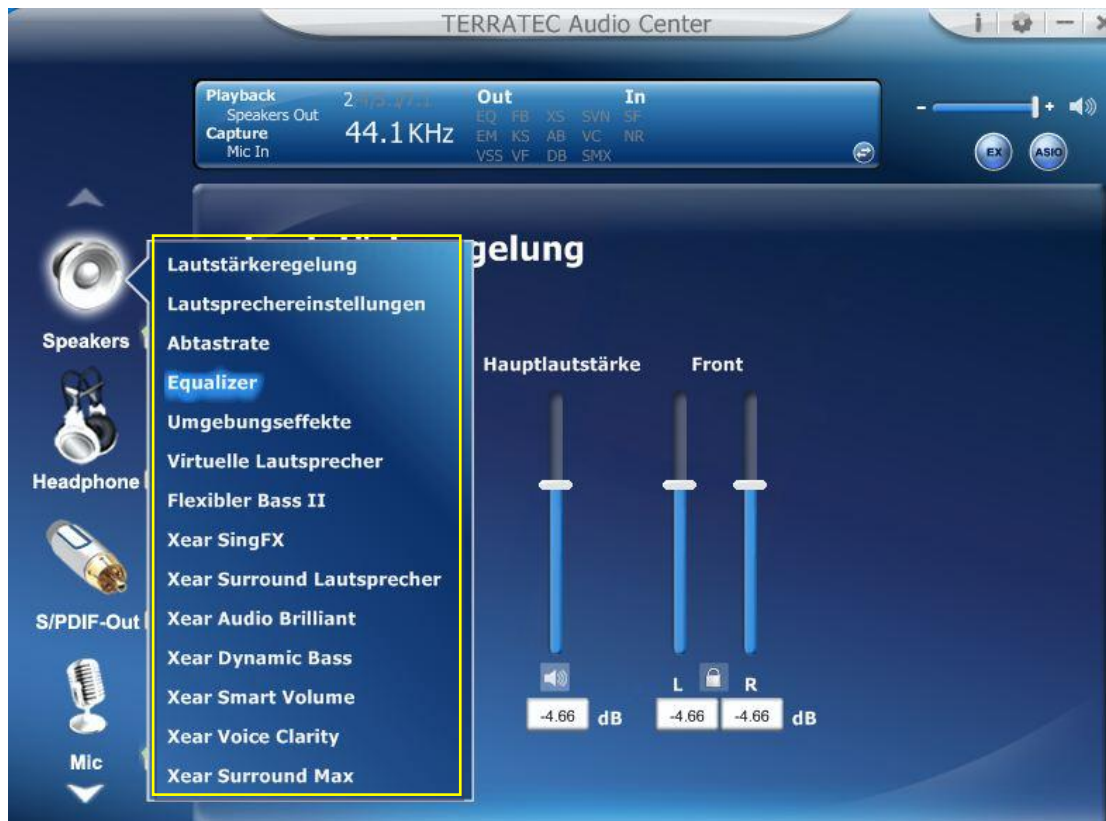 TERRATEC Audio Center
i
Playback
Speakers Out
Capture
Mic In
2
44.1KHz
Out In
EQ FB XS SVN SF
EM KS AB VC NR
VSS VF DB SMX
- +
EX ASIO
gelung
Lautstärkeregelung
Lautsprechereinstellungen
Abtastrate
Equalizer
Umgebungseffekte
Virtuelle Lautsprecher
Flexibler Bass II
Xear SingFX
Xear Surround Lautsprecher
Xear Audio Brilliant
Xear Dynamic Bass
Xear Smart Volume
Xear Voice Clarity
Xear Surround Max
Speakers
Headphone
S/PDIF-Out
Mic
Hauptlautstärke Front
L R
-4.66 dB -4.66 -4.66 dB